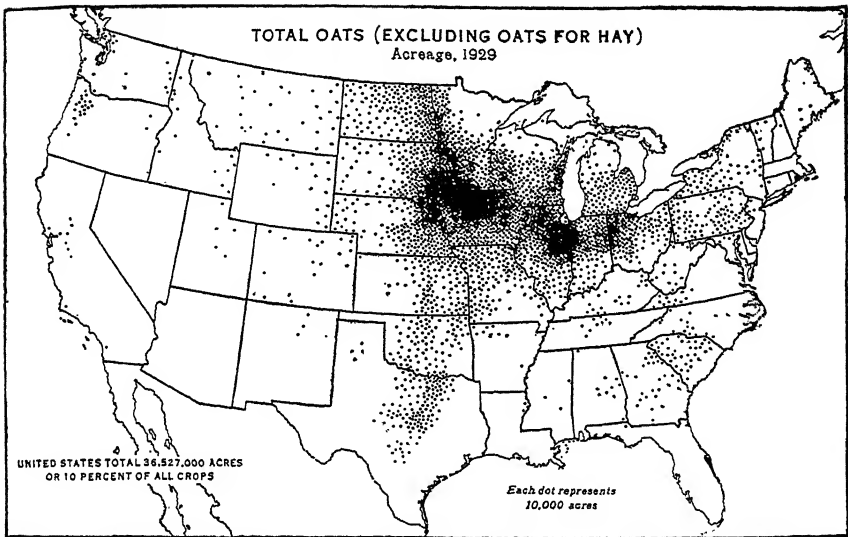 TOTAL OATS (EXCLUDING OATS FOR HAY)
Acreage, 1929
UNITED STATES TOTAL 36,527,000 ACRES
OR 10 PERCENT OF ALL CROPS
Each dot represents
10,000 acres